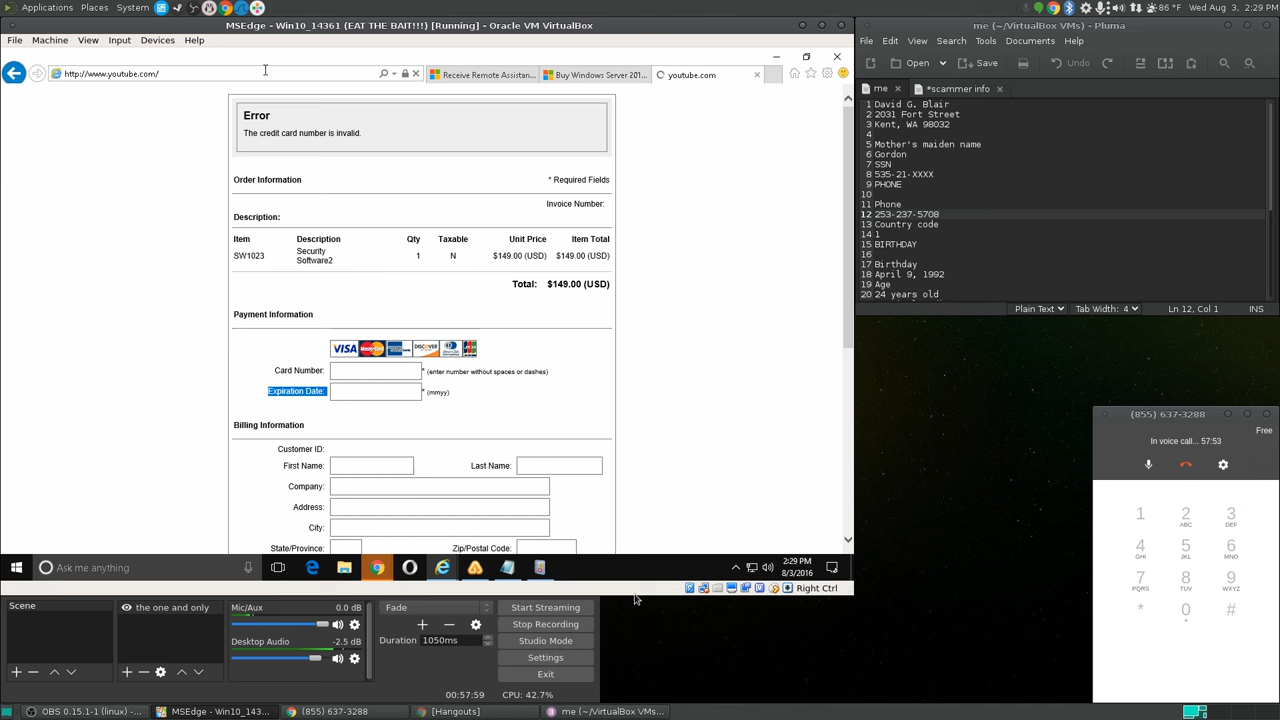 Applications Places System 86 °F Wed Aug 3, 2:29 PM
MSEdge - Win10_14361 (EAT THE BAIT!!!) [Running] - Oracle VM VirtualBox
File Machine View Input Devices Help
http://www.youtube.com/
Receive Remote Assistan...
Buy Windows Server 201...
youtube.com
Error
The credit card number is invalid.
Order Information * Required Fields
Invoice Number:
Description:
Item Description Qty Taxable Unit Price Item Total
SW1023 Security Software2 1 N $149.00 (USD) $149.00 (USD)
Total: $149.00 (USD)
Payment Information
VISA MasterCard DISCOVER JCB
Card Number: * (enter number without spaces or dashes)
Expiration Date: * (mmyy)
Billing Information
Customer ID:
First Name: Last Name:
Company:
Address:
City:
State/Province: Zip/Postal Code:
Ask me anything
2:29 PM
8/3/2016
Right Ctrl
Scene
the one and only
Mic/Aux 0.0 dB
Desktop Audio -2.5 dB
Fade
Duration 1050ms
Start Streaming
Stop Recording
Studio Mode
Settings
Exit
00:57:59 CPU: 42.7%
me (~/VirtualBox VMs) - Pluma
File Edit View Search Tools Documents Help
Open Save Undo
me *scammer info
1 David G. Blair
2 2031 Fort Street
3 Kent, WA 98032
4
5 Mother's maiden name
6 Gordon
7 SSN
8 535-21-XXXX
9 PHONE
10
11 Phone
12 253-237-5708
13 Country code
14 1
15 BIRTHDAY
16
17 Birthday
18 April 9, 1992
19 Age
20 24 years old
Plain Text Tab Width: 4 Ln 12, Col 1 INS
(855) 637-3288
Free
In voice call... 57:53
1 2 3
ABC DEF
4 5 6
GHI JKL MNO
7 8 9
PQRS TUV WXYZ
* 0 #
+
OBS 0.15.1-1 (linux) -... MSEdge - Win10_143... (855) 637-3288 [Hangouts] me (~/VirtualBox VMs...